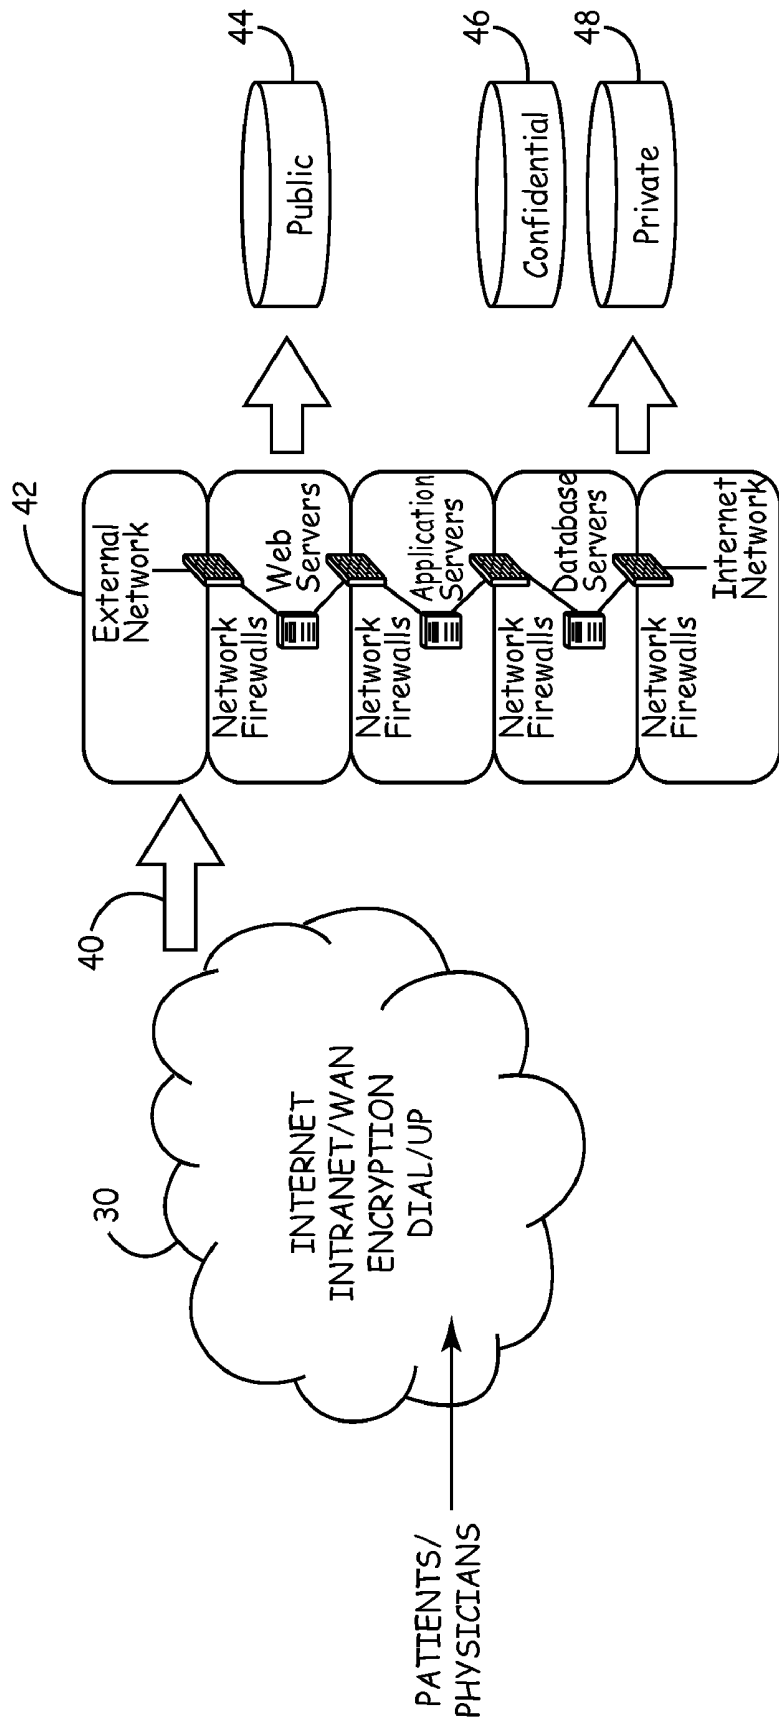 PATIENTS/
PHYSICIANS
30
INTERNET
INTRANET/WAN
ENCRYPTION
DIAL/UP
40
42
External
Network
Network
Firewalls
Web
Servers
Network
Firewalls
Application
Servers
Network
Firewalls
Database
Servers
Network
Firewalls
Internet
Network
44
Public
46
Confidential
48
Private